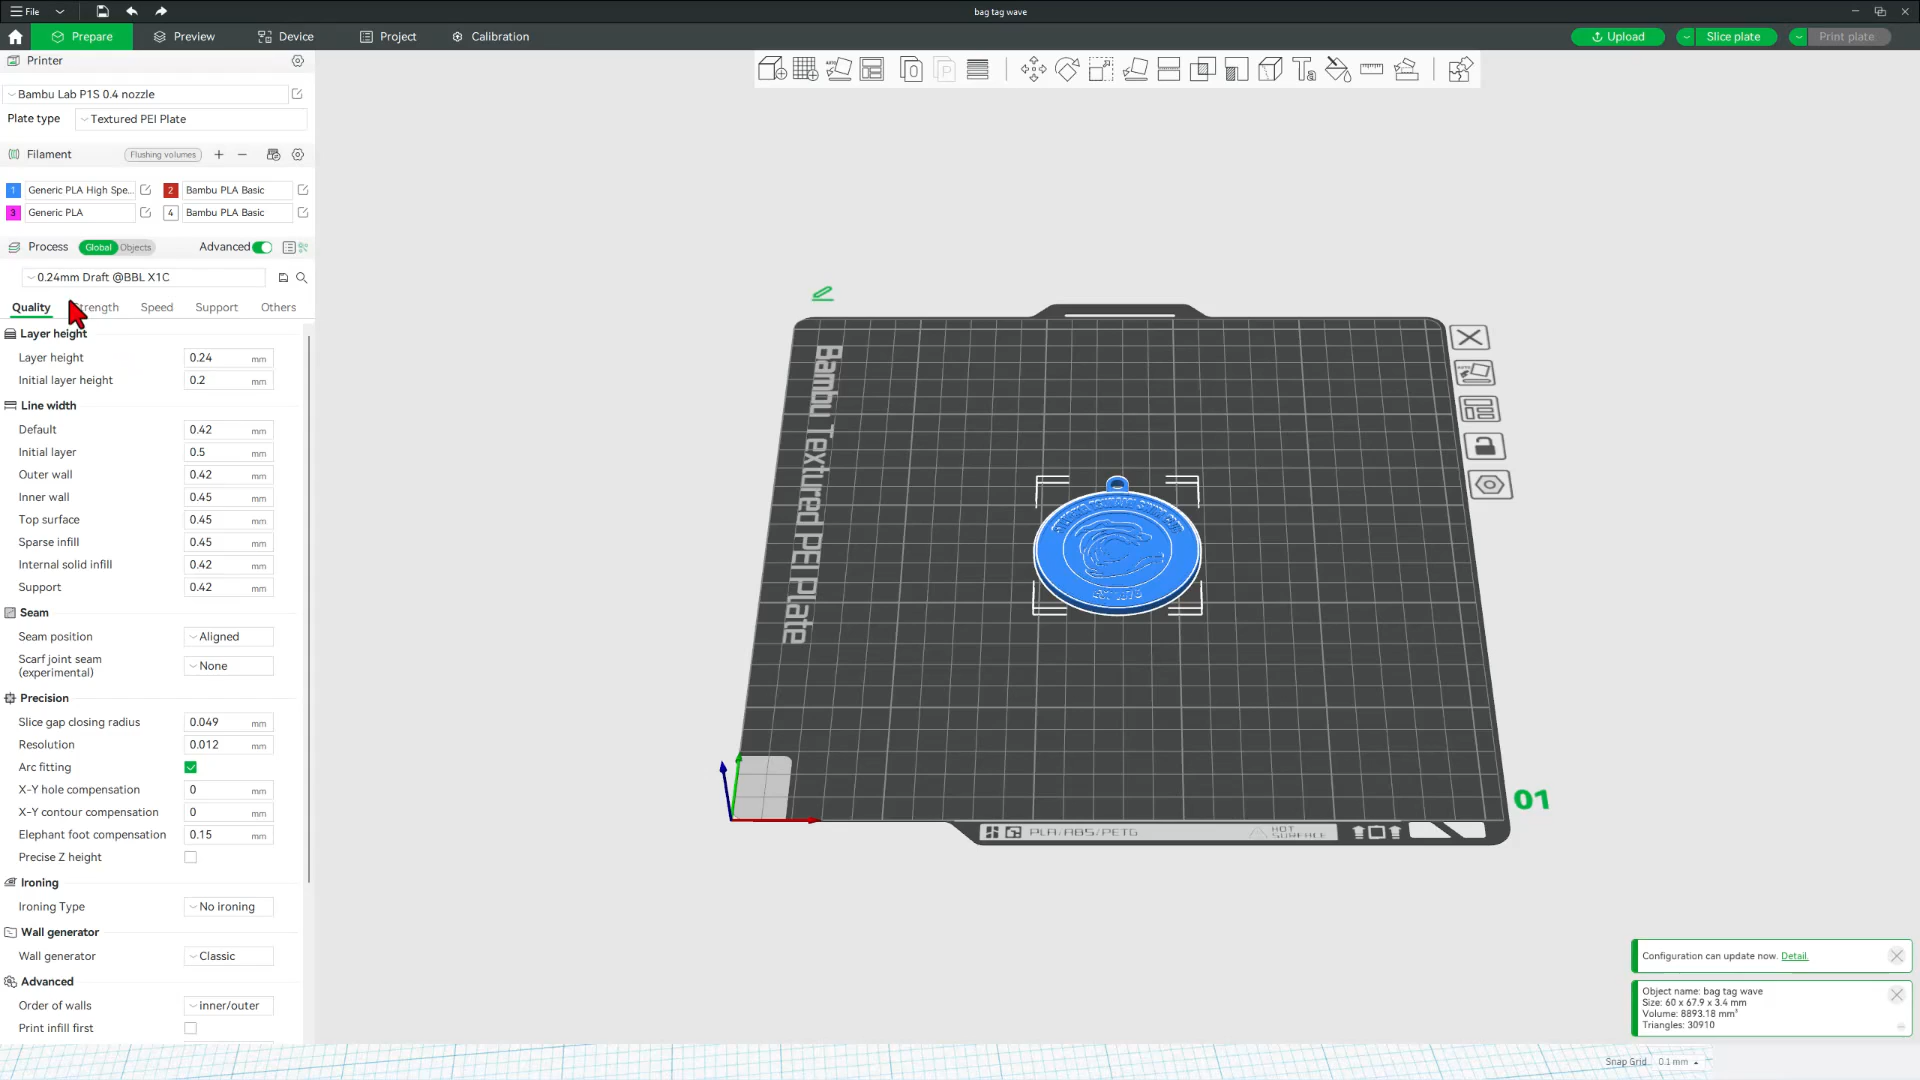 File
bag tag wave
Prepare
Preview
Device
Project
Calibration
Upload
Slice plate
Print plate
Printer
Bambu Lab P1S 0.4 nozzle
Plate type
Textured PEI Plate
Filament
Flushing volumes
1 Generic PLA High Spe...
2 Bambu PLA Basic
3 Generic PLA
4 Bambu PLA Basic
Process
Global
Objects
Advanced
0.24mm Draft @BBL X1C
Quality
Speed
Support
Others
Layer height
Layer height 0.24 mm
Initial layer height 0.2 mm
Line width
Default 0.42 mm
Initial layer 0.5 mm
Outer wall 0.42 mm
Inner wall 0.45 mm
Top surface 0.45 mm
Sparse infill 0.45 mm
Internal solid infill 0.42 mm
Support 0.42 mm
Seam
Seam position Aligned
Scarf joint seam
(experimental) None
Precision
Slice gap closing radius 0.049 mm
Resolution 0.012 mm
Arc fitting
X-Y hole compensation 0 mm
X-Y contour compensation 0 mm
Elephant foot compensation 0.15 mm
Precise Z height
Ironing
Ironing Type No ironing
Wall generator
Wall generator Classic
Advanced
Order of walls inner/outer
Print infill first
Bambu Textured PEI Plate
PLA/ABS/PETG
HOT
SURFACE
01
Configuration can update now. Detail.
Object name: bag tag wave
Size: 60 x 67.9 x 3.4 mm
Volume: 8893.18 mm³
Triangles: 30910
Snap Grid 0.1 mm